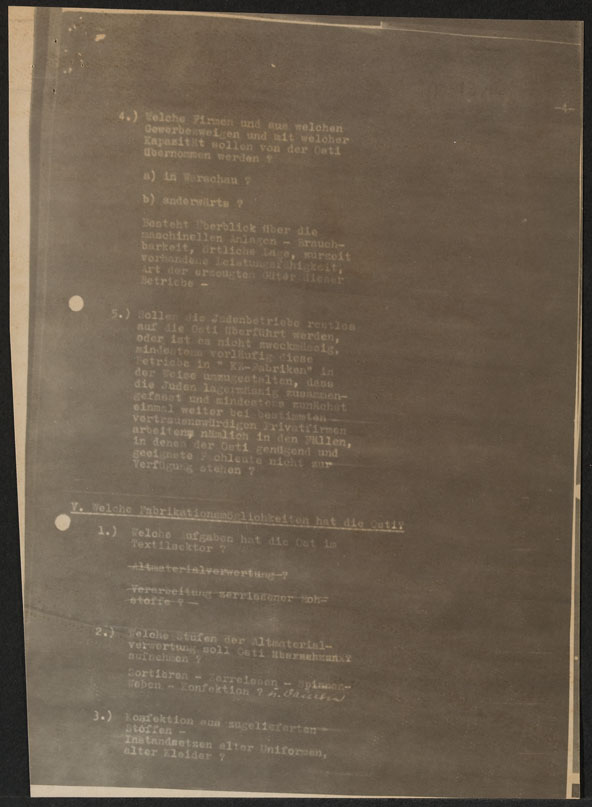 -4-
4.) Welche Firmen und aus welchen
Gewerbezweigen und mit welcher
Kapazität sollen von der Osti
übernommen werden ?
a) in Warschau ?
b) anderwärts ?
Besteht Überblick über die
maschinellen Anlagen - Brauch-
barkeit, örtliche Lage, zurzeit
vorhandene Leistungsfähigkeit,
Art der erzeugten Güter dieser
Betriebe -
5.) Sollen die Judenbetriebe restlos
auf die Osti überführt werden,
oder ist es nicht zweckmässig,
mindestens vorläufig diese
Betriebe in " KZ-Fabriken" in
der Weise umzugestalten, dass
die Juden lagermässig zusammen-
gefasst und mindestens zunächst
einmal weiter bei bestimmten
vertrauenswürdigen Privatfirmen
arbeiten, nämlich in den Fällen,
in denen der Osti genügend und
geeignete Fachleute nicht zur
Verfügung stehen ?
V. Welche Fabrikationsmöglichkeiten hat die Osti?
1.) Welche Aufgaben hat die Ost im
Textilsektor ?
Altmaterialverwertung ?
Verarbeitung zerrissener Roh-
stoffe ? -
2.) Welche Stufen der Altmaterial-
verwertung soll Osti übernehmen?
aufnehmen ?
Sortieren - Zerreissen - Spinnen-
Weben - Konfektion ?
3.) Konfektion aus zugelieferten
Stoffen -
Instandsetzen alter Uniformen,
alter Kleider ?